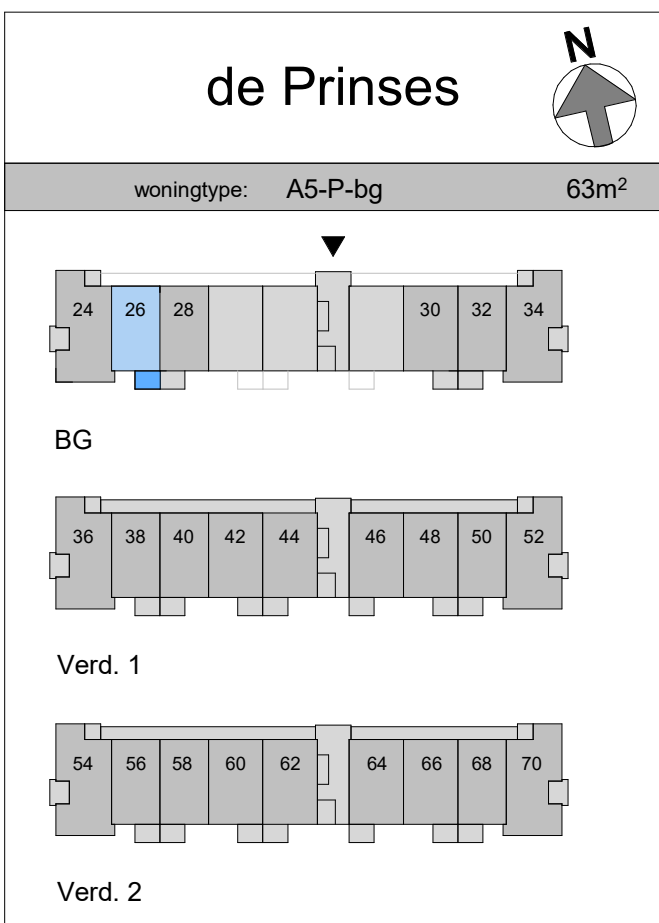 N
de Prinses
woningtype: A5-P-bg 63m²
24 26 28 30 32 34
BG
36 38 40 42 44 46 48 50 52
Verd. 1
54 56 58 60 62 64 66 68 70
Verd. 2